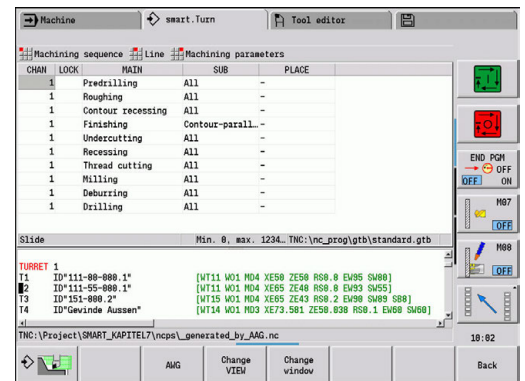 Machine
smart.Turn
Tool editor
Machining sequence Line Machining parameters
CHAN LOCK MAIN SUB PLACE
1 Predrilling All -
1 Roughing All -
1 Contour recessing All -
1 Finishing Contour-parall… -
1 Undercutting All -
1 Recessing All -
1 Thread cutting All -
1 Milling All -
1 Deburring All -
1 Drilling All -
Slide Min. 0, max. 1234… TNC:\nc_prog\gtb\standard.gtb
TURRET 1
T1 ID"111-80-080.1" [WT11 WO1 MD4 XE50 ZE50 RS0.8 EW95 SW80]
2 ID"111-55-080.1" [WT11 WO1 MD4 XE50 ZE50 RS0.8 EW93 SW55]
T3 ID"151-800.2" [WT15 WO1 MD4 XE65 ZE43 RS0.2 EW90 SW89 SB8]
T4 ID"Gewinde Aussen" [WT14 WO1 MD3 XE73.581 ZE50.038 RS0.1 EW60 SW60]
TNC:\Project\SMART_KAPITEL7\ncps\_generated_by_AAG.nc
AWG
Change
VIEW
Change
window
Back
END PGM
OFF
OFF ON
M07
OFF
M08
OFF
10:02